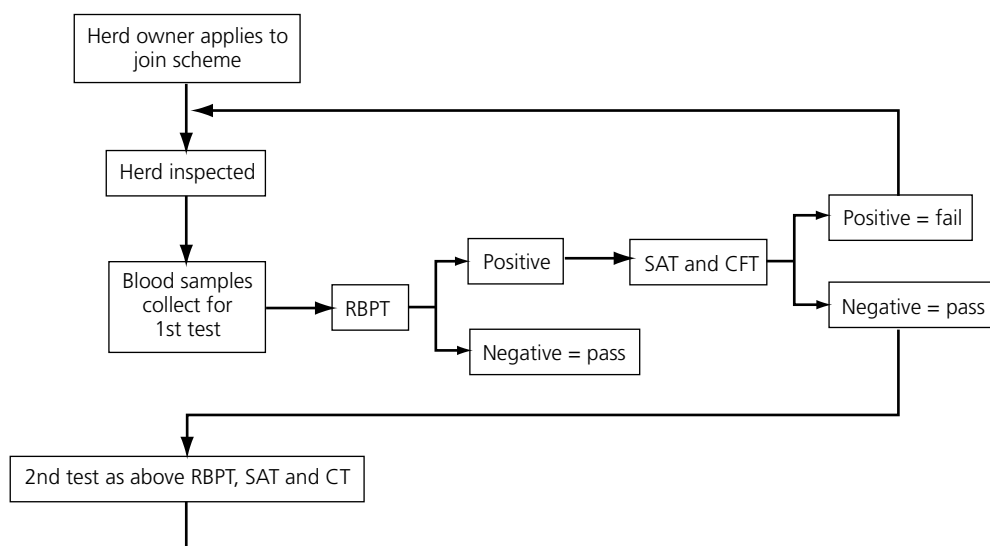 Herd owner applies to
join scheme
Herd inspected
Blood samples
collect for
1st test
RBPT
Positive
Negative = pass
SAT and CFT
Positive = fail
Negative = pass
2nd test as above RBPT, SAT and CT